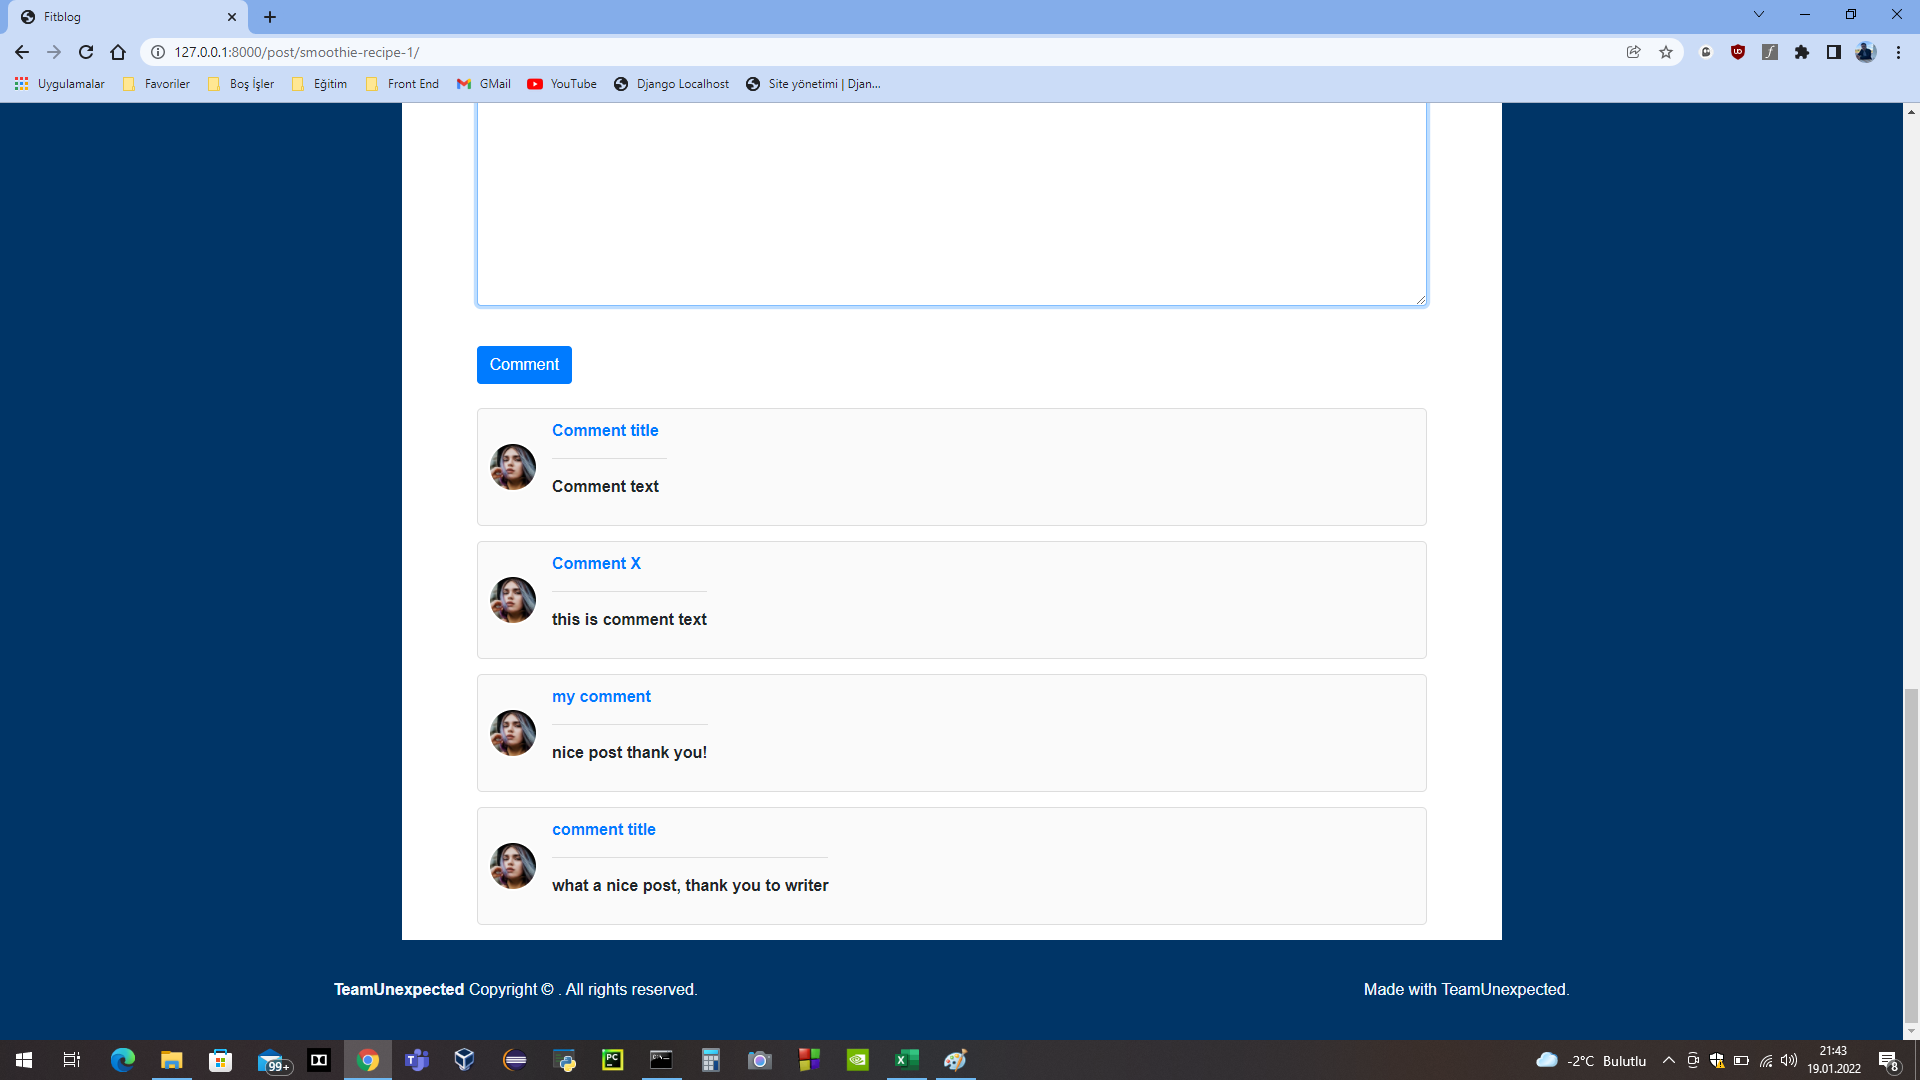 Fitblog
127.0.0.1:8000/post/smoothie-recipe-1/
Uygulamalar Favoriler Boş İşler Eğitim Front End GMail YouTube Django Localhost Site yönetimi | Djan...
Comment
Comment title
Comment text
Comment X
this is comment text
my comment
nice post thank you!
comment title
what a nice post, thank you to writer
TeamUnexpected Copyright © . All rights reserved. Made with TeamUnexpected.
99+ PC -2°C Bulutlu 21:43
19.01.2022 8